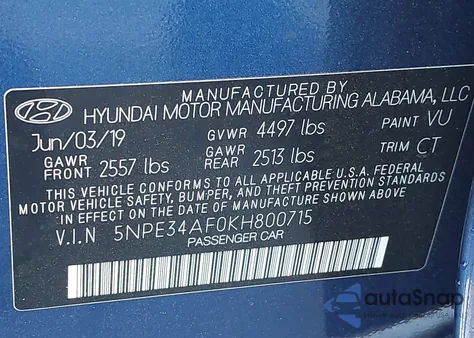 MANUFACTURED BY
HYUNDAI MOTOR MANUFACTURING ALABAMA, LLC
Jun/03/19 GVWR 4497 lbs PAINT VU
GAWR FRONT 2557 lbs GAWR REAR 2513 lbs TRIM CT
THIS VEHICLE CONFORMS TO ALL APPLICABLE U.S.A. FEDERAL
MOTOR VEHICLE SAFETY, BUMPER, AND THEFT PREVENTION STANDARDS
IN EFFECT ON THE DATE OF MANUFACTURE SHOWN ABOVE.
V.I.N 5NPE34AF0KH800715
PASSENGER CAR
autoSnap